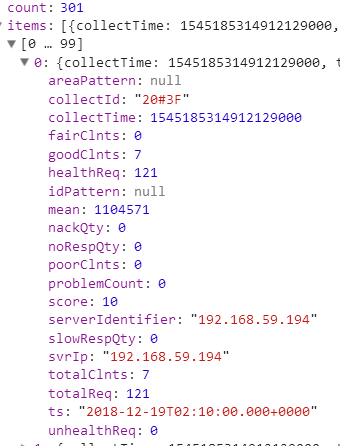 count: 301
items: [{collectTime: 1545185314912129000,
[0 … 99]
0: {collectTime: 1545185314912129000, t
areaPattern: null
collectId: "20#3F"
collectTime: 1545185314912129000
fairClnts: 0
goodClnts: 7
healthReq: 121
idPattern: null
mean: 1104571
nackQty: 0
noRespQty: 0
poorClnts: 0
problemCount: 0
score: 10
serverIdentifier: "192.168.59.194"
slowRespQty: 0
svrIp: "192.168.59.194"
totalClnts: 7
totalReq: 121
ts: "2018-12-19T02:10:00.000+0000"
unhealthReq: 0